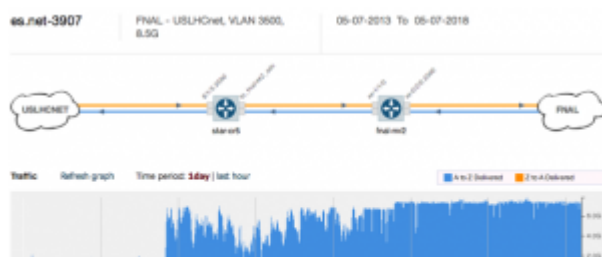 es.net-3907
FNAL - USLHCnet, VLAN 3500,
8.5G
05-07-2013 To 05-07-2018
USLHCNET
star-cr5
fnal-mr2
FNAL
Traffic Refresh graph Time period: 1day | last hour
A to Z Delivered Z to A Delivered